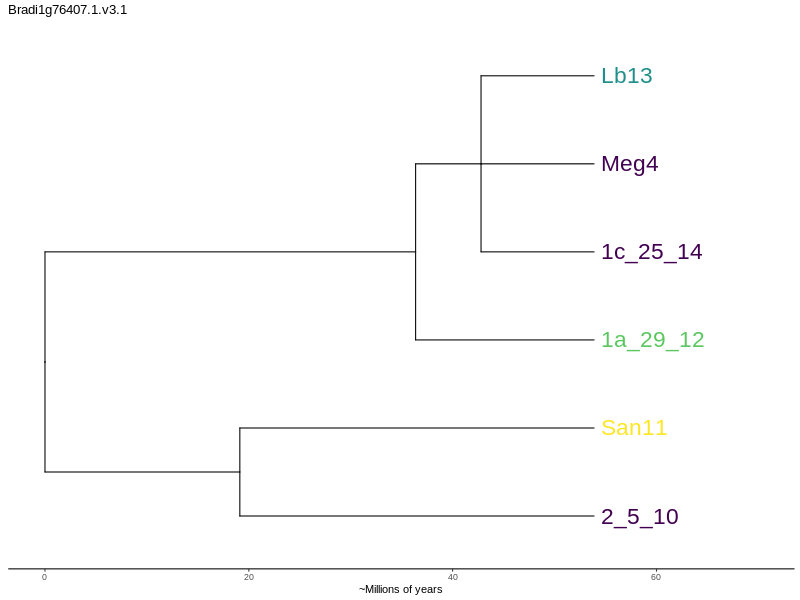 Bradi1g76407.1.v3.1
Lb13
Meg4
1c_25_14
1a_29_12
San11
2_5_10
0 20 40 60
~Millions of years